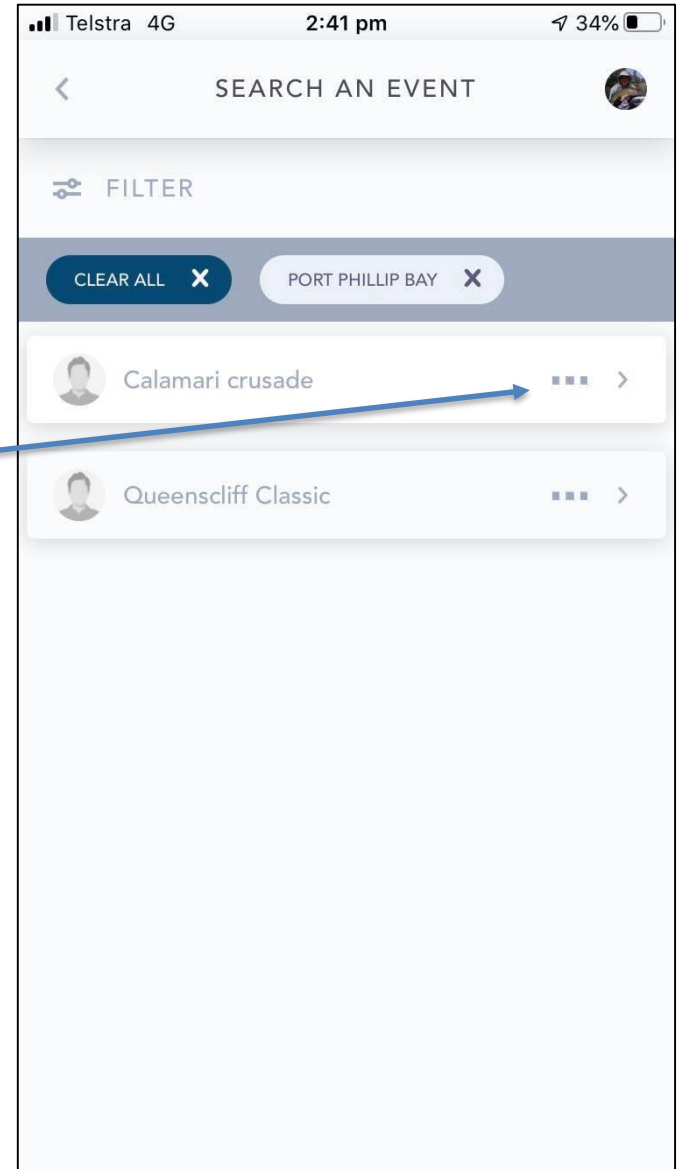 Telstra 4G 2:41 pm 34%
SEARCH AN EVENT
FILTER
CLEAR ALL X PORT PHILLIP BAY X
Calamari crusade
Queenscliff Classic